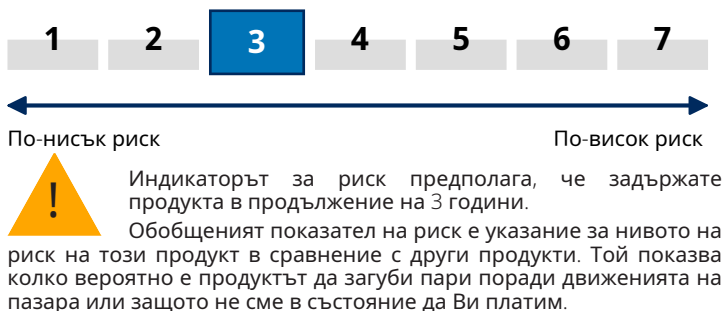 1 2 3 4 5 6 7
По-нисък риск По-висок риск
! Индикаторът за риск предполага, че задържате
продукта в продължение на 3 години.
Обобщеният показател на риск е указание за нивото на
риск на този продукт в сравнение с други продукти. Той показва
колко вероятно е продуктът да загуби пари поради движенията на
пазара или защото не сме в състояние да Ви платим.